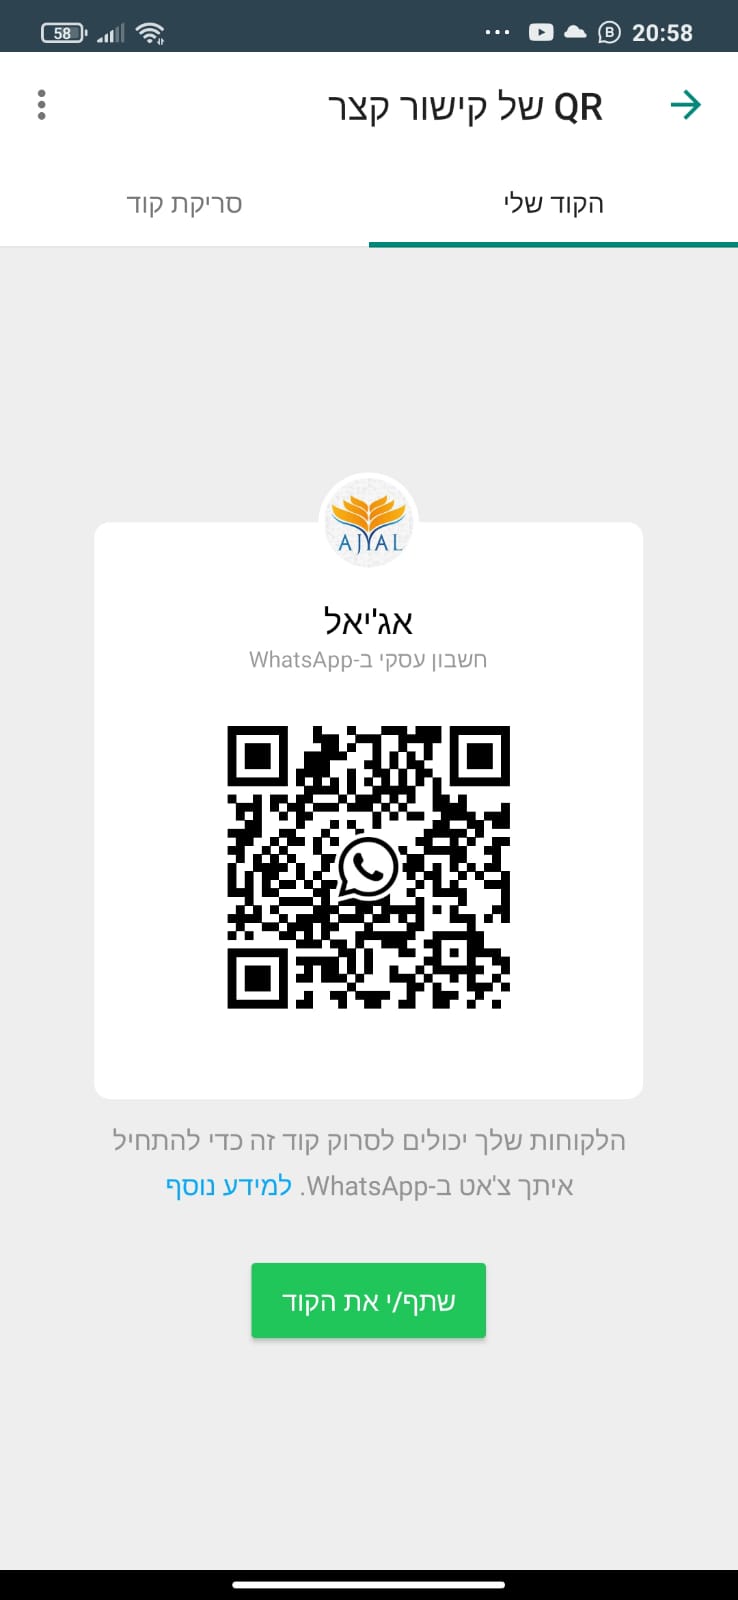 58 20:58
QR של קישור קצר
הקוד שלי
סריקת קוד
AJYAL
אג'יאל
חשבון עסקי ב-WhatsApp
הלקוחות שלך יכולים לסרוק קוד זה כדי להתחיל
איתך צ'אט ב-WhatsApp. למידע נוסף
שתף/י את הקוד